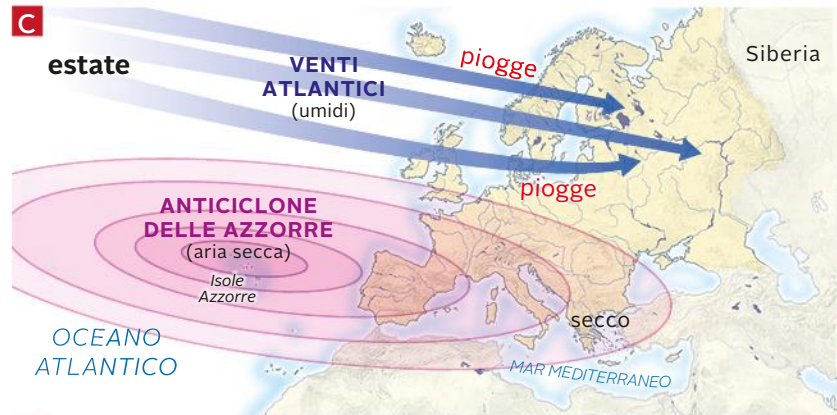 C
estate
VENTI
ATLANTICI
(umidi)
piogge
Siberia
piogge
ANTICICLONE
DELLE AZZORRE
(aria secca)
Isole
Azzorre
secco
OCEANO
ATLANTICO
MAR MEDITERRANEO